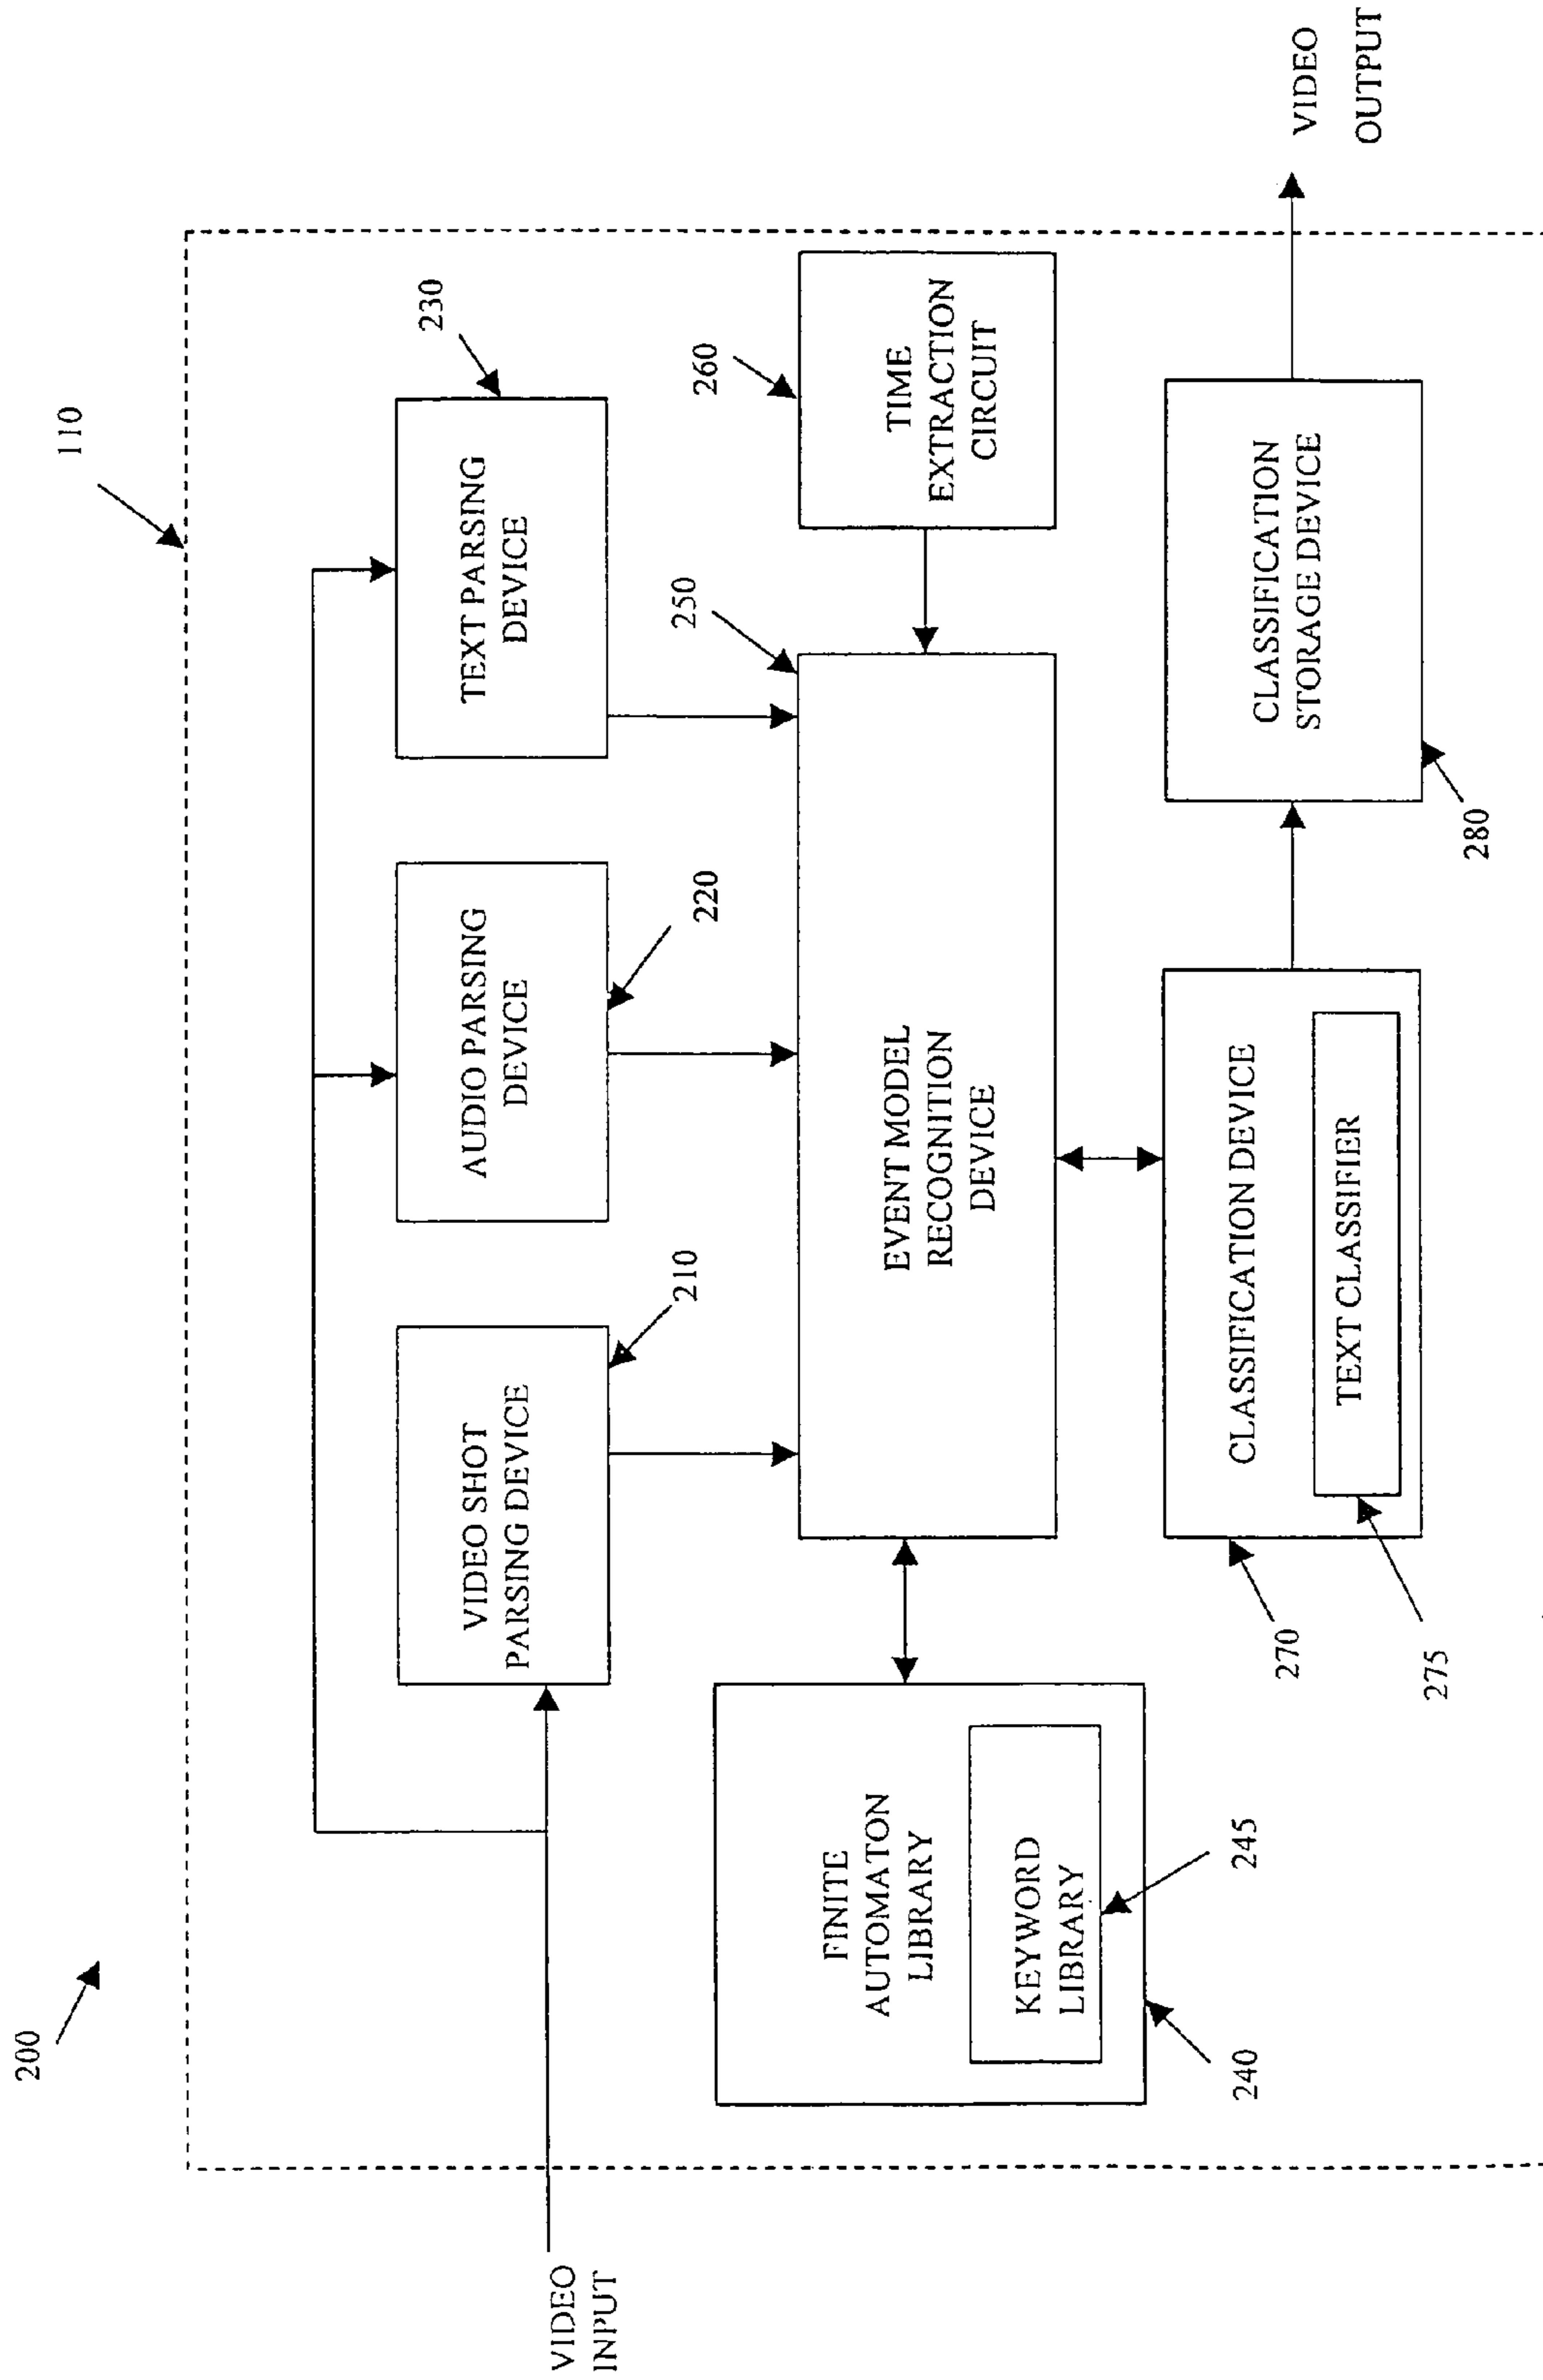 200
110
VIDEO
INPUT
VIDEO SHOT
PARSING DEVICE
210
AUDIO PARSING
DEVICE
220
TEXT PARSING
DEVICE
230
FINITE
AUTOMATON
LIBRARY
KEYWORD
LIBRARY
245
240
EVENT MODEL
RECOGNITION
DEVICE
250
TIME
EXTRACTION
CIRCUIT
260
CLASSIFICATION DEVICE
TEXT CLASSIFIER
270
275
CLASSIFICATION
STORAGE DEVICE
280
VIDEO
OUTPUT